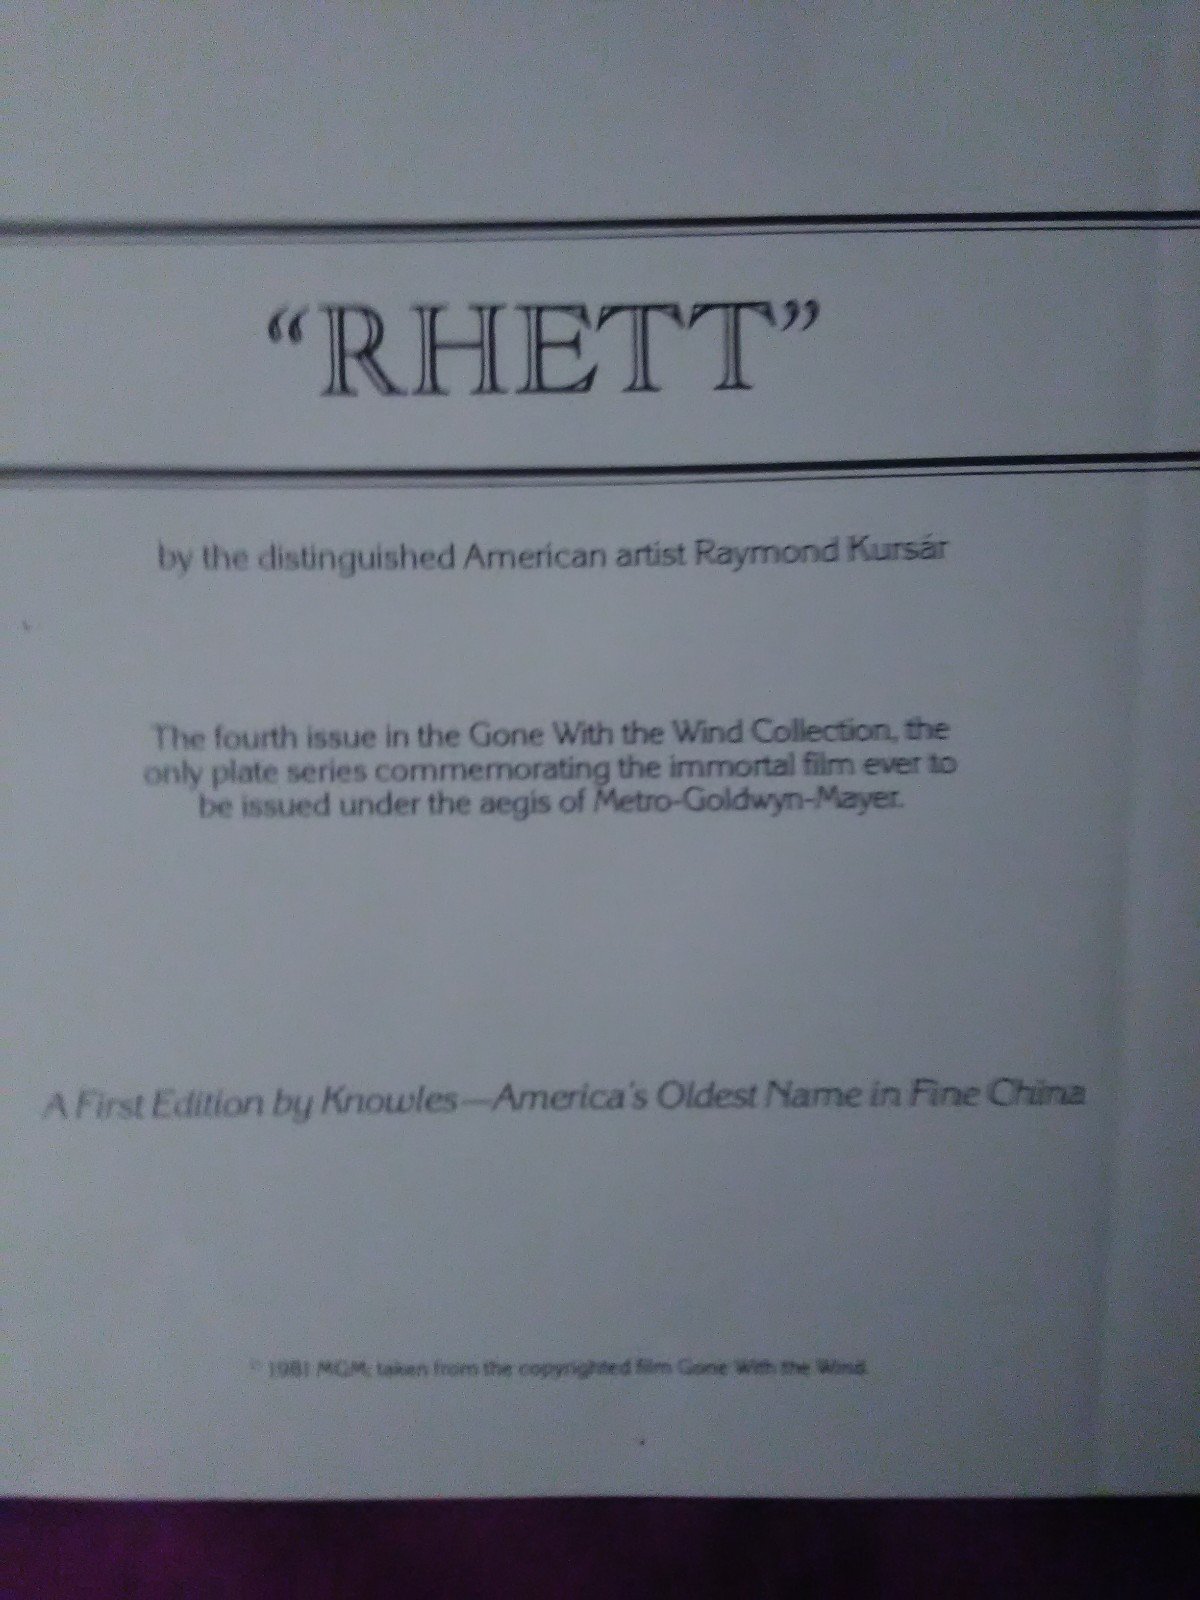 “RHETT”
by the distinguished American artist Raymond Kursár
The fourth issue in the Gone With the Wind Collection, the
only plate series commemorating the immortal film ever to
be issued under the aegis of Metro-Goldwyn-Mayer.
A First Edition by Knowles—America's Oldest Name in Fine China
© 1981 MGM; taken from the copyrighted film Gone With the Wind